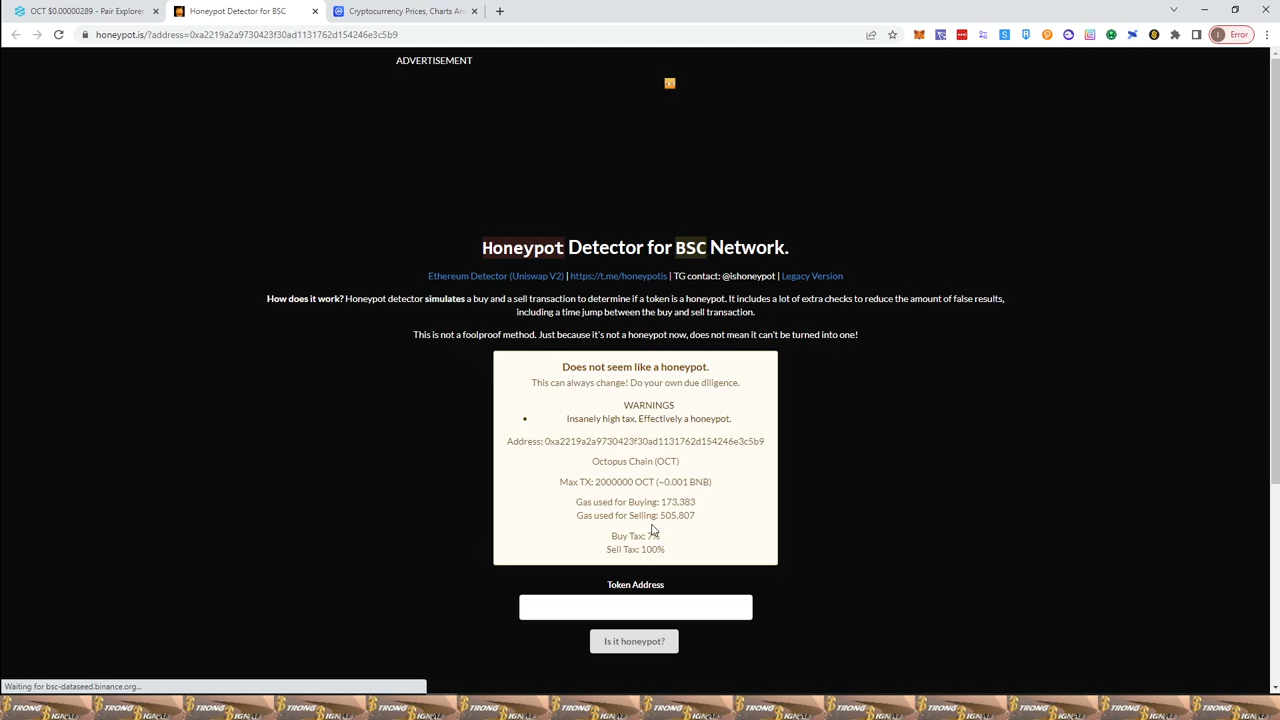 OCT $0.00000289 - Pair Explorer
Honeypot Detector for BSC
Cryptocurrency Prices, Charts An
honeypot.is/?address=0xa2219a2a9730423f30ad1131762d154246e3c5b9
Error
ADVERTISEMENT
Honeypot Detector for BSC Network.
Ethereum Detector (Uniswap V2) | https://t.me/honeypotis | TG contact: @ishoneypot | Legacy Version
How does it work? Honeypot detector simulates a buy and a sell transaction to determine if a token is a honeypot. It includes a lot of extra checks to reduce the amount of false results,
including a time jump between the buy and sell transaction.
This is not a foolproof method. Just because it's not a honeypot now, does not mean it can't be turned into one!
Does not seem like a honeypot.
This can always change! Do your own due diligence.
WARNINGS
• Insanely high tax. Effectively a honeypot.
Address: 0xa2219a2a9730423f30ad1131762d154246e3c5b9
Octopus Chain (OCT)
Max TX: 2000000 OCT (~0.001 BNB)
Gas used for Buying: 173,383
Gas used for Selling: 505,807
Buy Tax: 7%
Sell Tax: 100%
Token Address
Is it honeypot?
Waiting for bsc-dataseed.binance.org...